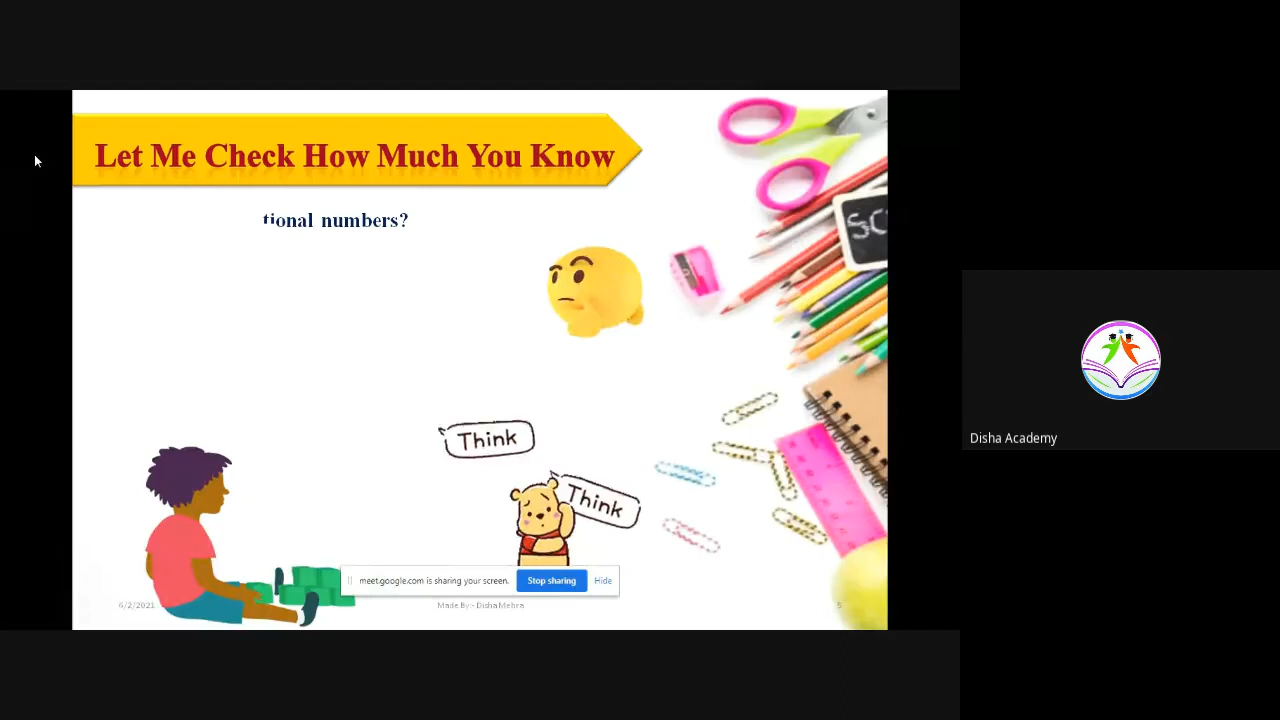 Let Me Check How Much You Know
tional numbers?
SC
Think
Think
meet.google.com is sharing your screen. Stop sharing Hide
6/2/2021 Made By:- Disha Mehra 5
Disha Academy